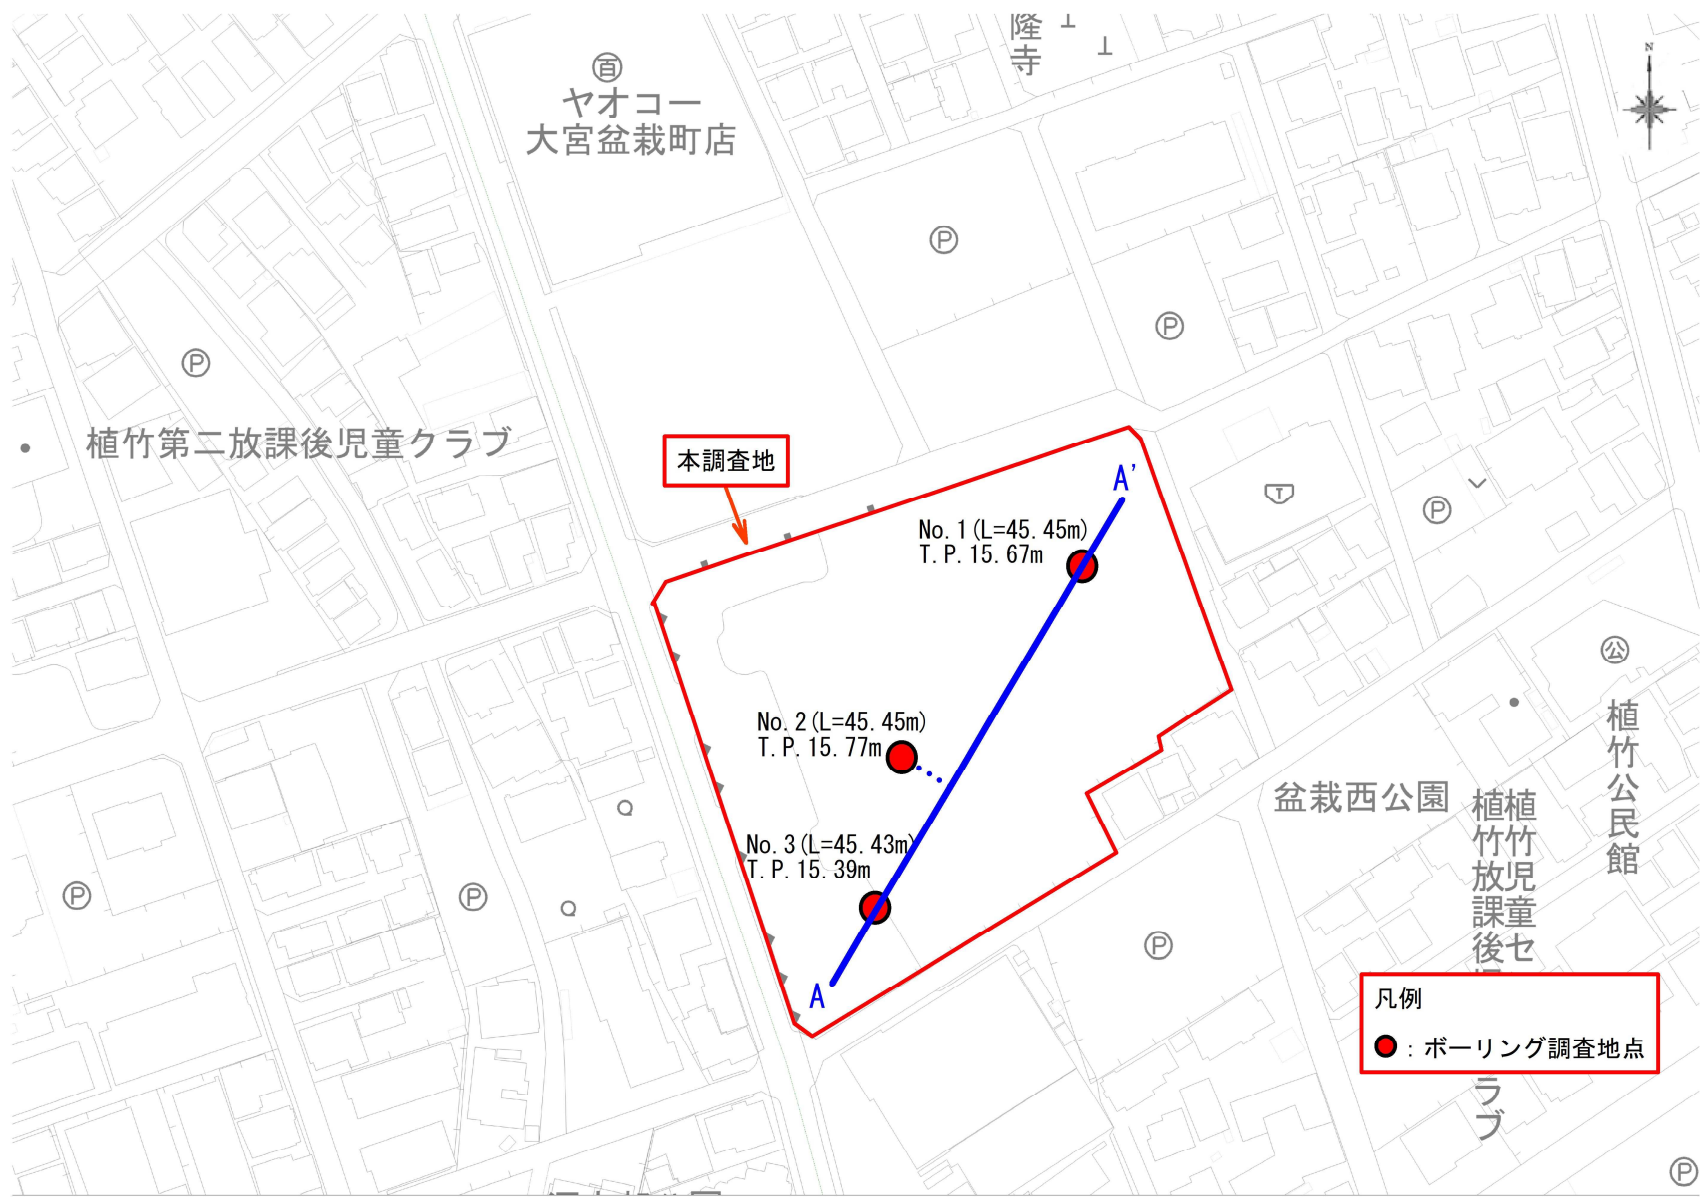 隆寺
百
ヤオコー
大宮盆栽町店
N
P
P
P
植竹第二放課後児童クラブ
本調査地
A'
No.1(L=45.45m)
T.P.15.67m
P
公
植竹公民館
No.2(L=45.45m)
T.P.15.77m
盆栽西公園
植竹児童セ
植竹放課後
ラブ
No.3(L=45.43m)
T.P.15.39m
P
P
P
A
凡例
：ボーリング調査地点
P